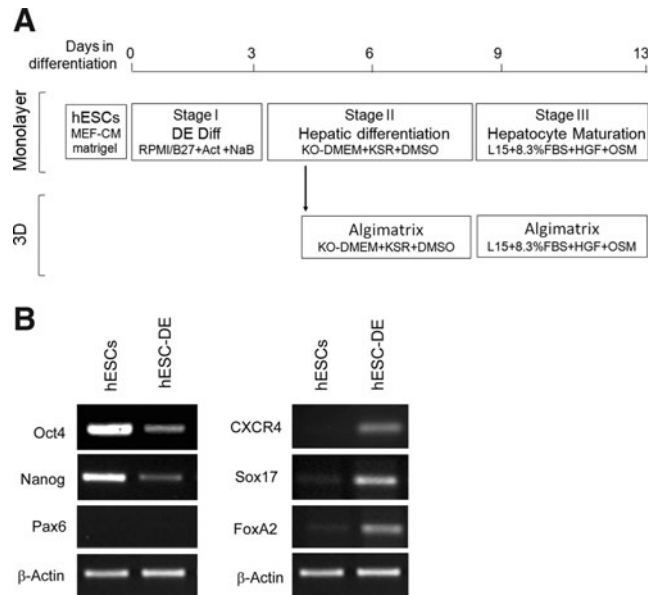 A
Days in differentiation
0 3 6 9 13
Monolayer
hESCs
MEF-CM
matrigel
Stage I
DE Diff
RPMI/B27+Act+NaB
Stage II
Hepatic differentiation
KO-DMEM+KSR+DMSO
Stage III
Hepatocyte Maturation
L15+8.3%FBS+HGF+OSM
3D
Algimatrix
KO-DMEM+KSR+DMSO
Algimatrix
L15+8.3%FBS+HGF+OSM
B
hESCs
hESC-DE
Oct4
Nanog
Pax6
β-Actin
hESCs
hESC-DE
CXCR4
Sox17
FoxA2
β-Actin